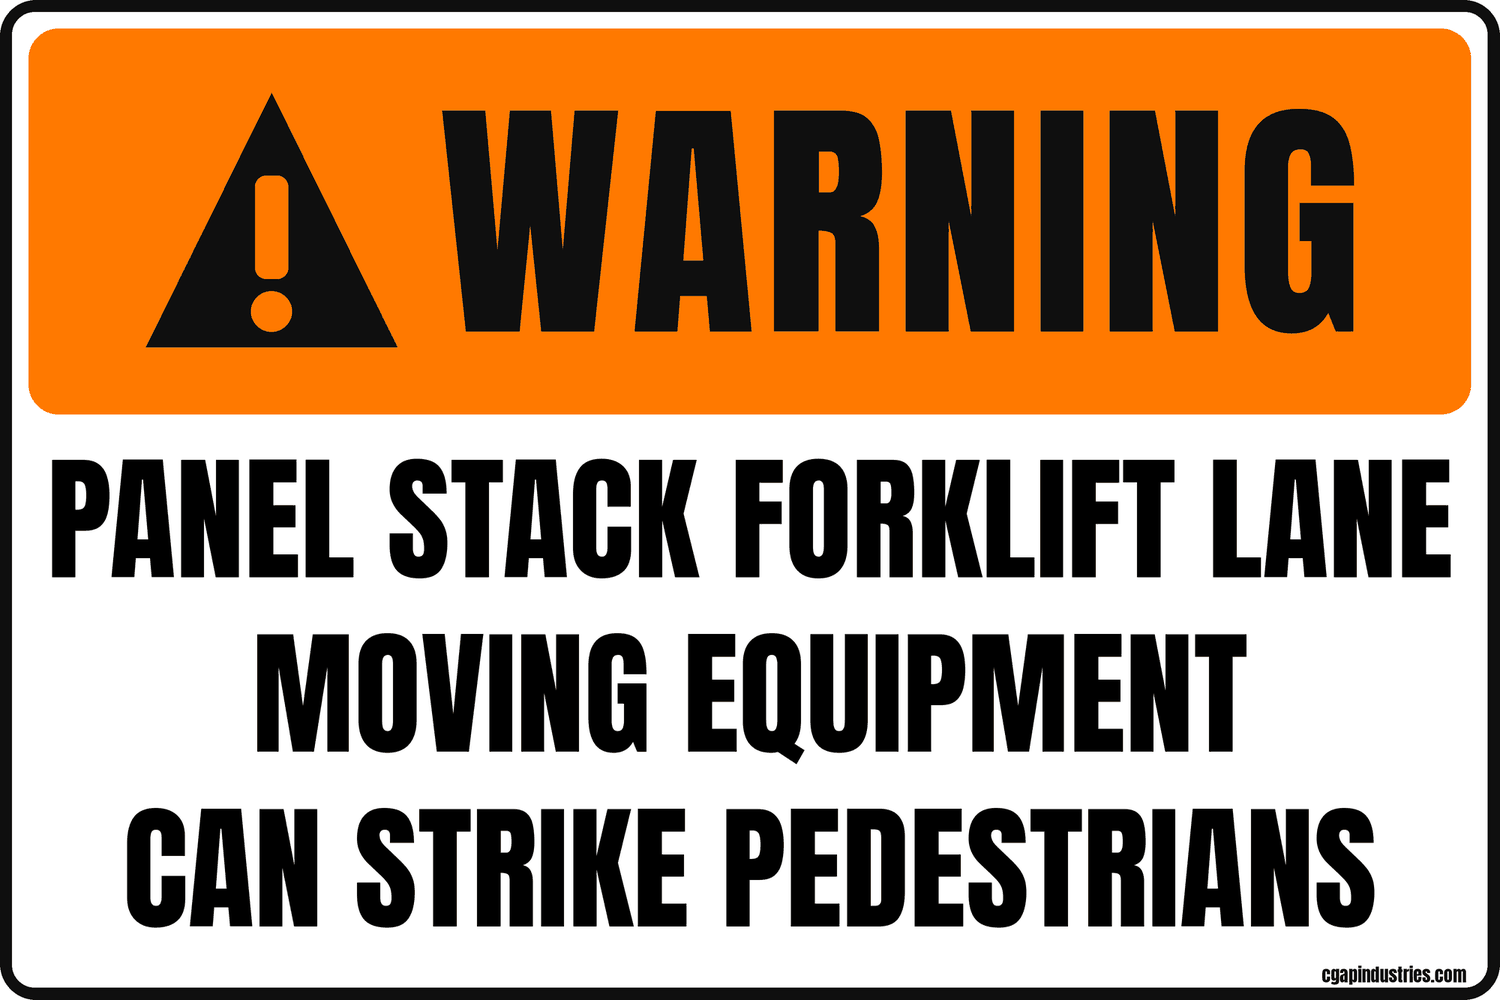 WARNING
PANEL STACK FORKLIFT LANE
MOVING EQUIPMENT
CAN STRIKE PEDESTRIANS
cgapindustries.com